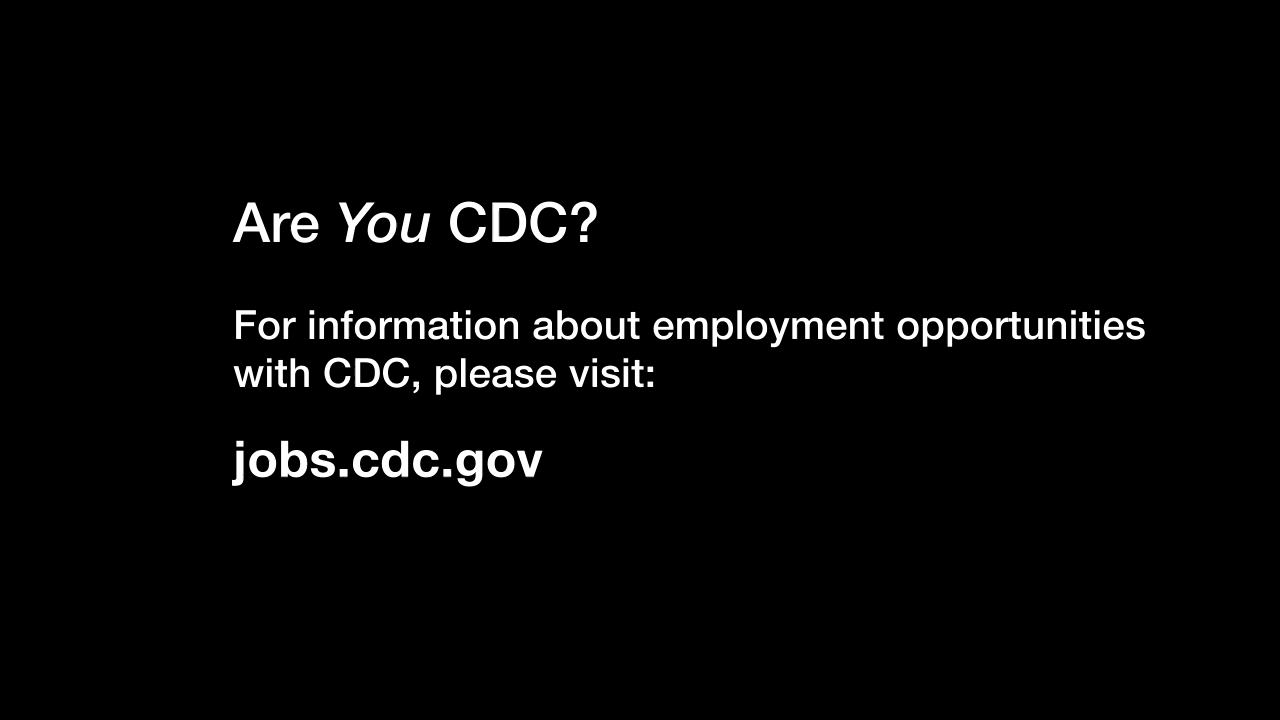 Are You CDC?
For information about employment opportunities
with CDC, please visit:
jobs.cdc.gov